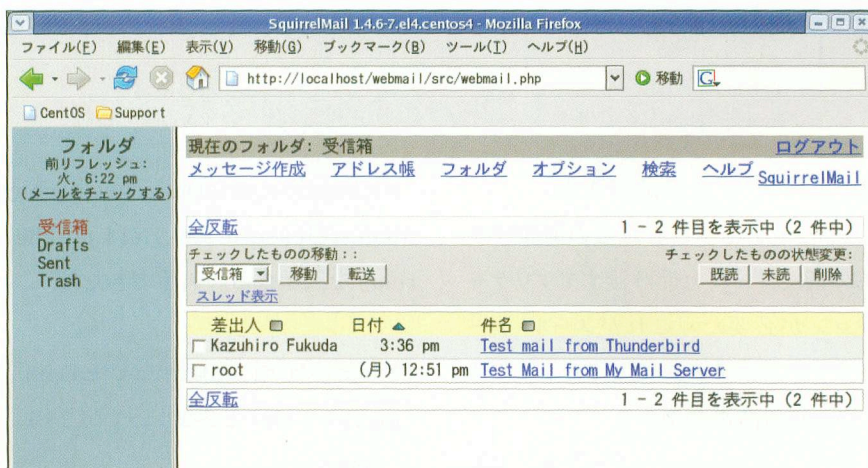 SquirrelMail 1.4.6-7.el4.centos4 - Mozilla Firefox
ファイル(F) 編集(E) 表示(V) 移動(G) ブックマーク(B) ツール(T) ヘルプ(H)
http://localhost/webmail/src/webmail.php 移動 G
CentOS Support
フォルダ
前リフレッシュ:
火, 6:22 pm
(メールをチェックする)
受信箱
Drafts
Sent
Trash
現在のフォルダ: 受信箱 ログアウト
メッセージ作成 アドレス帳 フォルダ オプション 検索 ヘルプ SquirrelMail
全反転 1 - 2 件目を表示中 (2 件中)
チェックしたものの移動:: チェックしたものの状態変更:
受信箱 移動 転送 既読 未読 削除
スレッド表示
差出人 日付 件名
Kazuhiro Fukuda 3:36 pm Test mail from Thunderbird
root (月) 12:51 pm Test Mail from My Mail Server
全反転 1 - 2 件目を表示中 (2 件中)